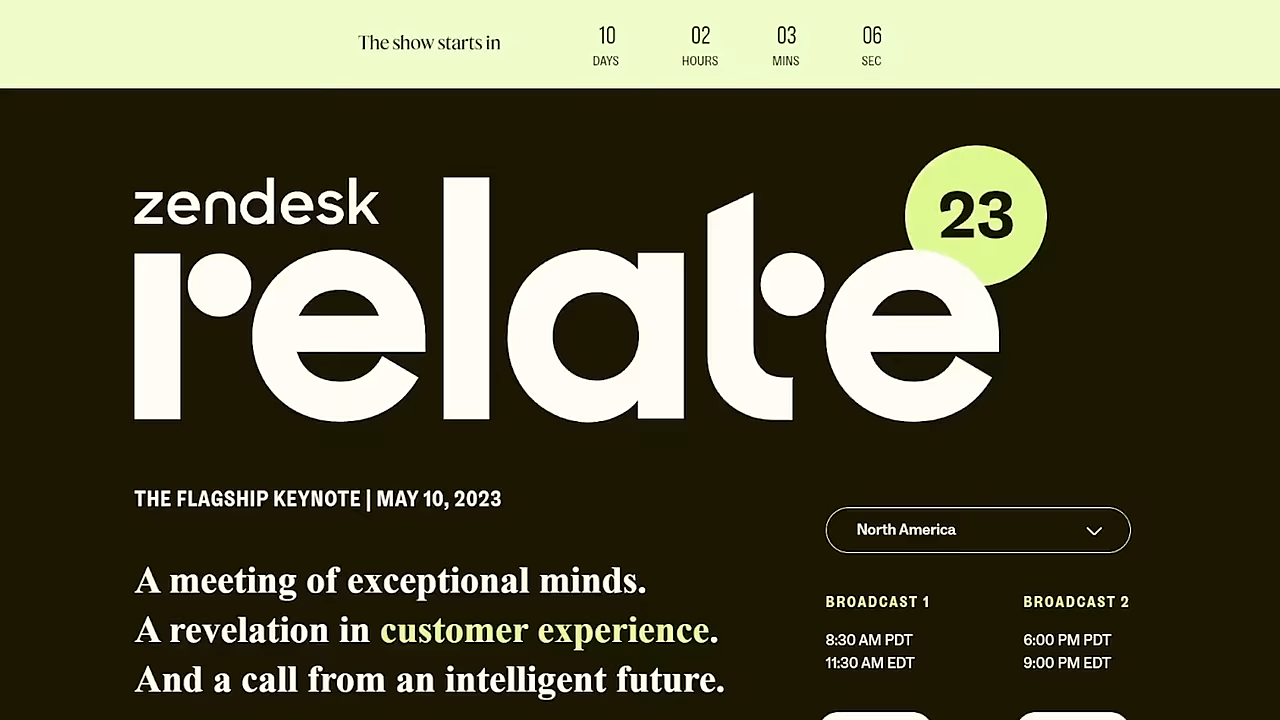 The show starts in
10 02 03 06
DAYS HOURS MINS SEC
zendesk
23
relate
THE FLAGSHIP KEYNOTE | MAY 10, 2023
A meeting of exceptional minds.
A revelation in customer experience.
And a call from an intelligent future.
North America
BROADCAST 1
8:30 AM PDT
11:30 AM EDT
BROADCAST 2
6:00 PM PDT
9:00 PM EDT